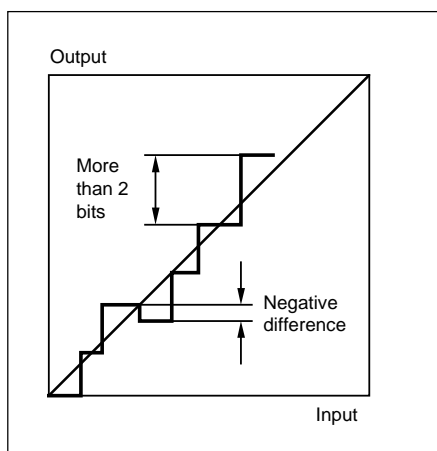 Output
More
than 2
bits
Negative
difference
Input